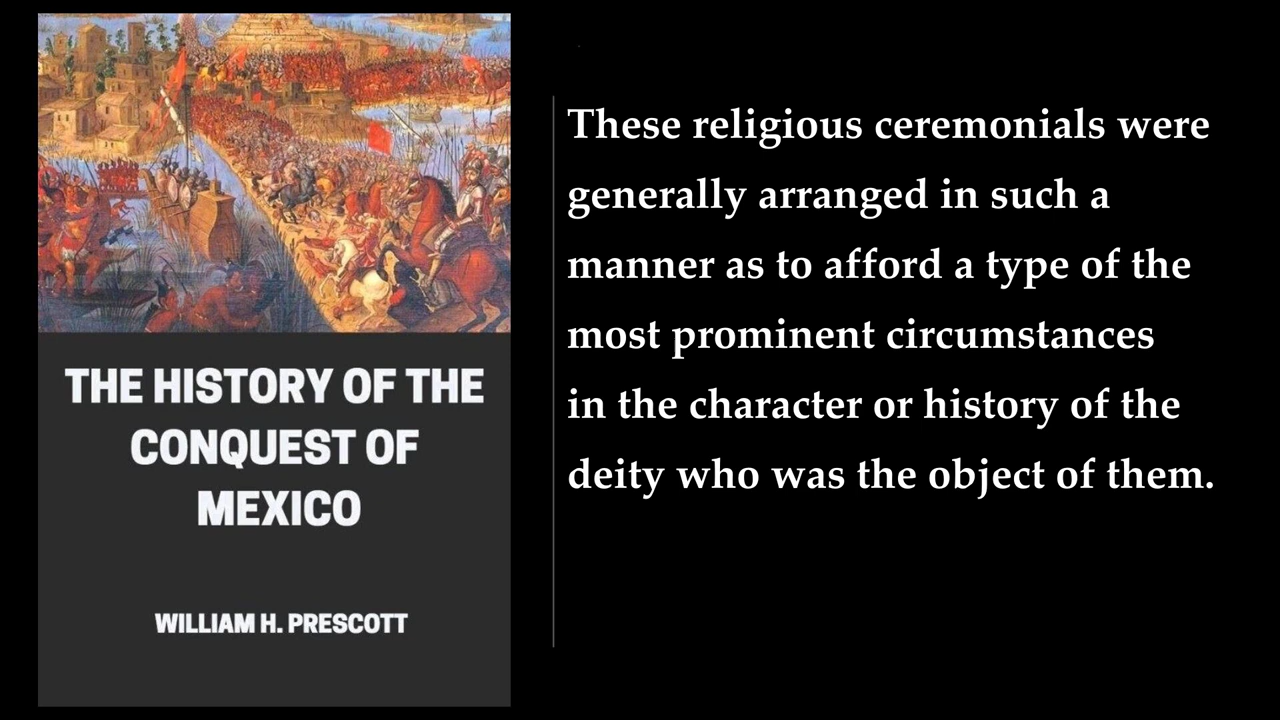 THE HISTORY OF THE
CONQUEST OF
MEXICO
WILLIAM H. PRESCOTT
These religious ceremonials were
generally arranged in such a
manner as to afford a type of the
most prominent circumstances
in the character or history of the
deity who was the object of them.